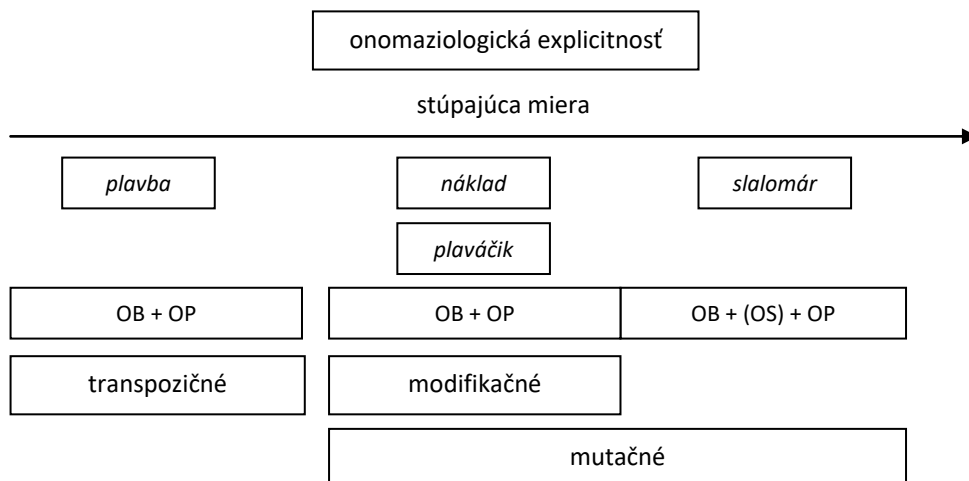 onomaziologická explicitnosť
stúpajúca miera
plavba náklad slalomár
plaváčik
OB + OP OB + OP OB + (OS) + OP
transpozičné modifikačné
mutačné